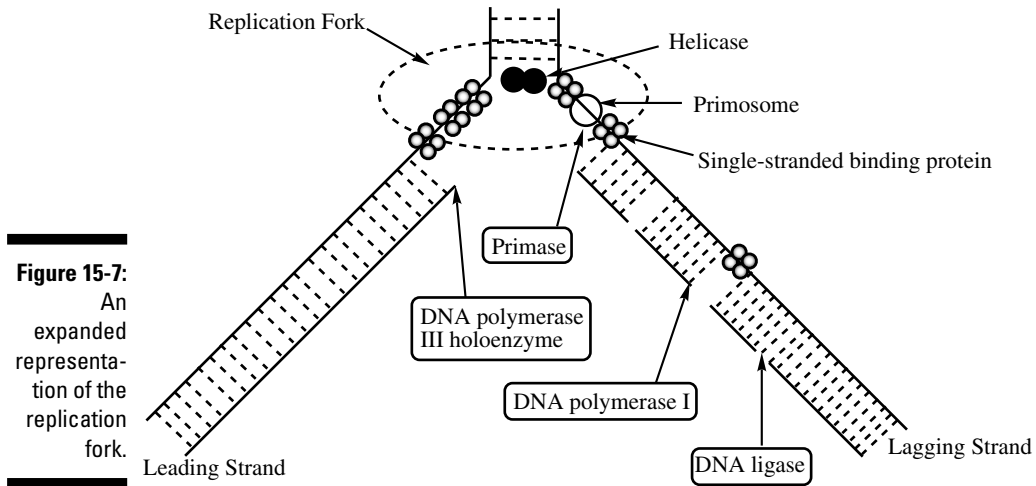 Replication Fork
Helicase
Primosome
Single-stranded binding protein
Primase
DNA polymerase
III holoenzyme
DNA polymerase I
DNA ligase
Leading Strand
Lagging Strand
Figure 15-7:
An
expanded
representa-
tion of the
replication
fork.